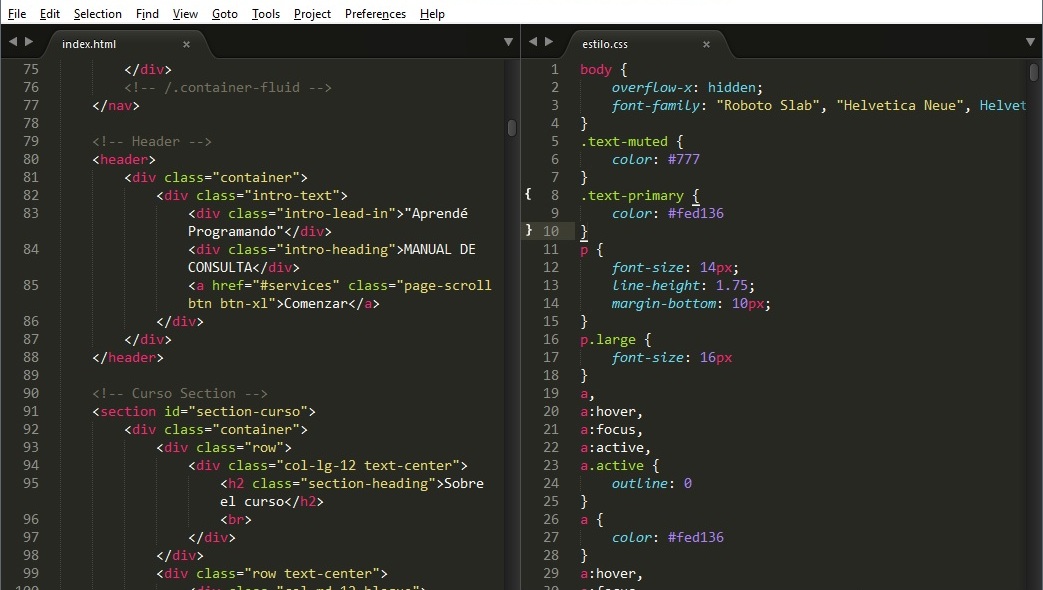 File Edit Selection Find View Goto Tools Project Preferences Help
index.html ×
75 </div>
76 <!-- /.container-fluid -->
77 </nav>
78
79 <!-- Header -->
80 <header>
81 <div class="container">
82 <div class="intro-text">
83 <div class="intro-lead-in">"Aprendé
Programando"</div>
84 <div class="intro-heading">MANUAL DE
CONSULTA</div>
85 <a href="#services" class="page-scroll
btn btn-xl">Comenzar</a>
86 </div>
87 </div>
88 </header>
89
90 <!-- Curso Section -->
91 <section id="section-curso">
92 <div class="container">
93 <div class="row">
94 <div class="col-lg-12 text-center">
95 <h2 class="section-heading">Sobre
el curso</h2>
96 <br>
97 </div>
98 </div>
99 <div class="row text-center">
estilo.css ×
1 body {
2 overflow-x: hidden;
3 font-family: "Roboto Slab", "Helvetica Neue", Helvet
4 }
5 .text-muted {
6 color: #777
7 }
{ 8 .text-primary {
9 color: #fed136
} 10 }
11 p {
12 font-size: 14px;
13 line-height: 1.75;
14 margin-bottom: 10px;
15 }
16 p.large {
17 font-size: 16px
18 }
19 a,
20 a:hover,
21 a:focus,
22 a:active,
23 a.active {
24 outline: 0
25 }
26 a {
27 color: #fed136
28 }
29 a:hover,